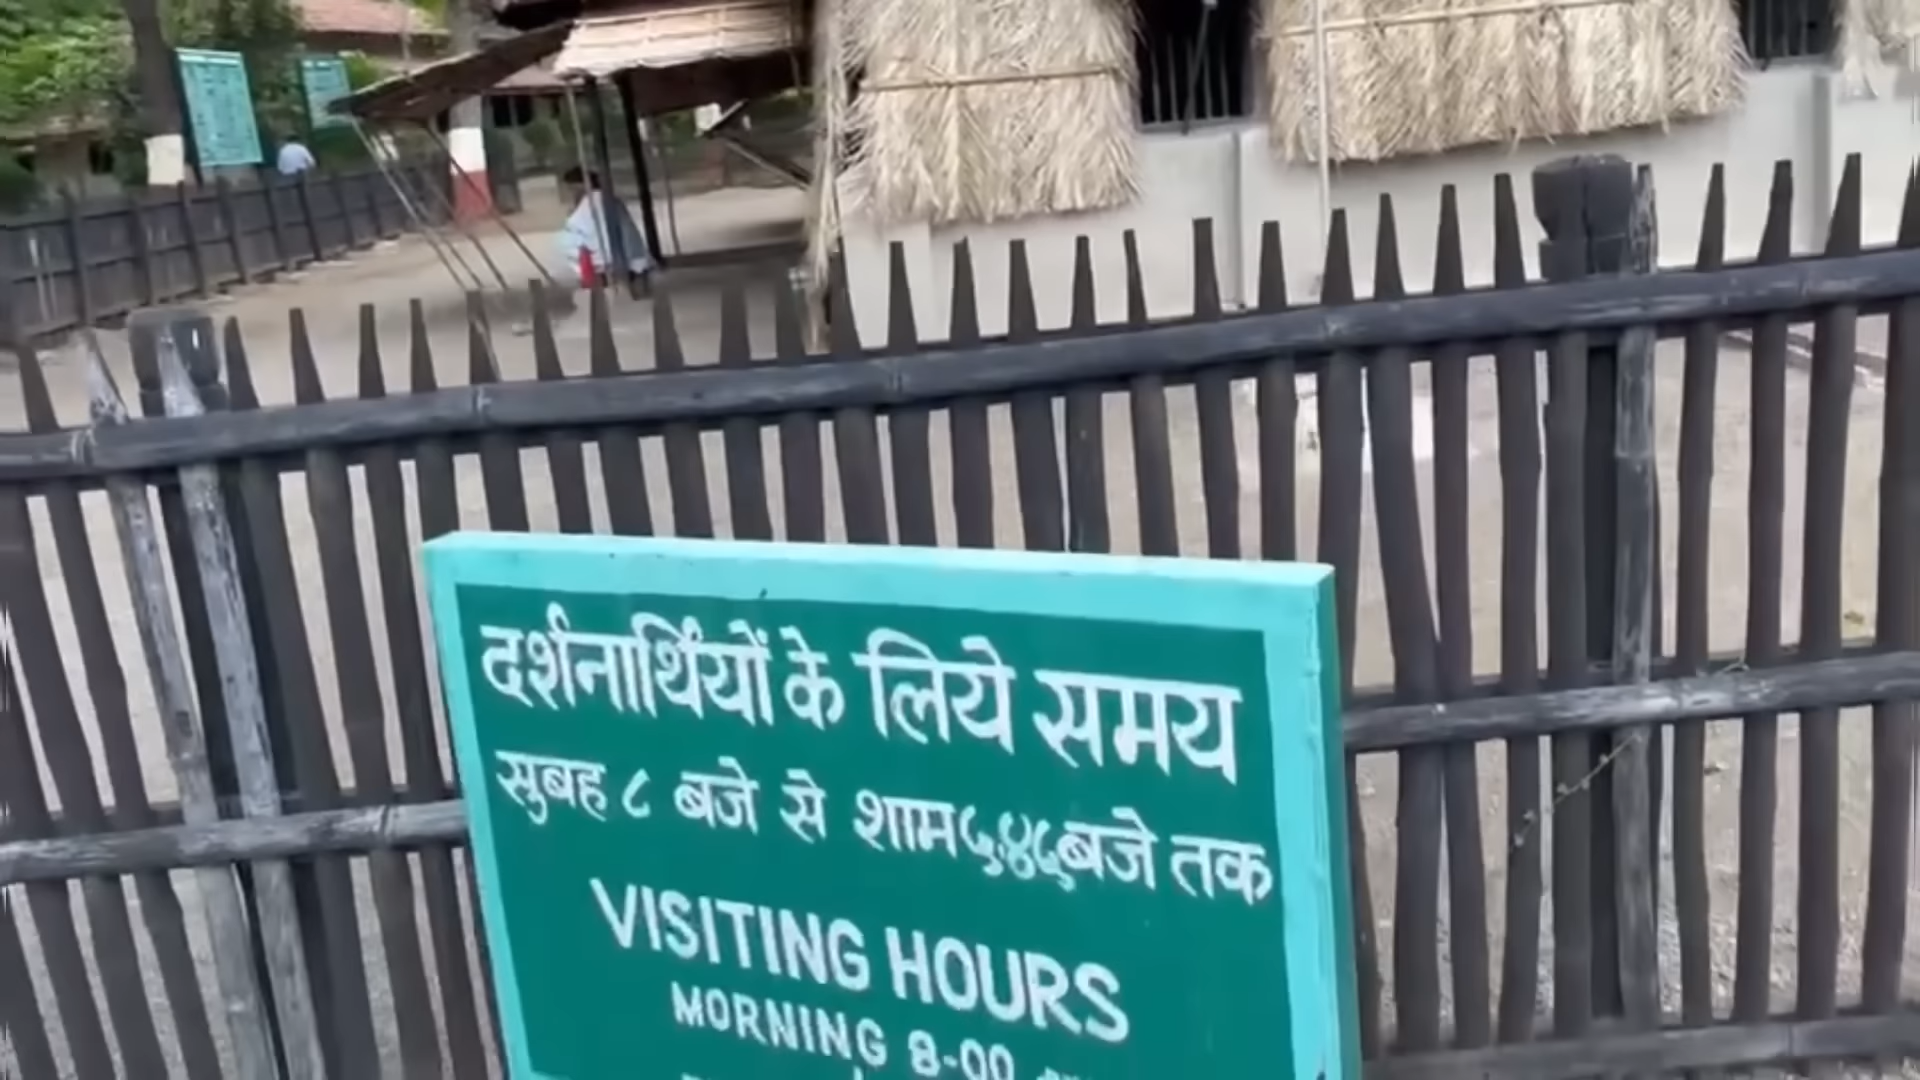 दर्शनार्थियों के लिये समय
सुबह ८ बजे से शाम ५.४५ बजे तक
VISITING HOURS
MORNING 8-00